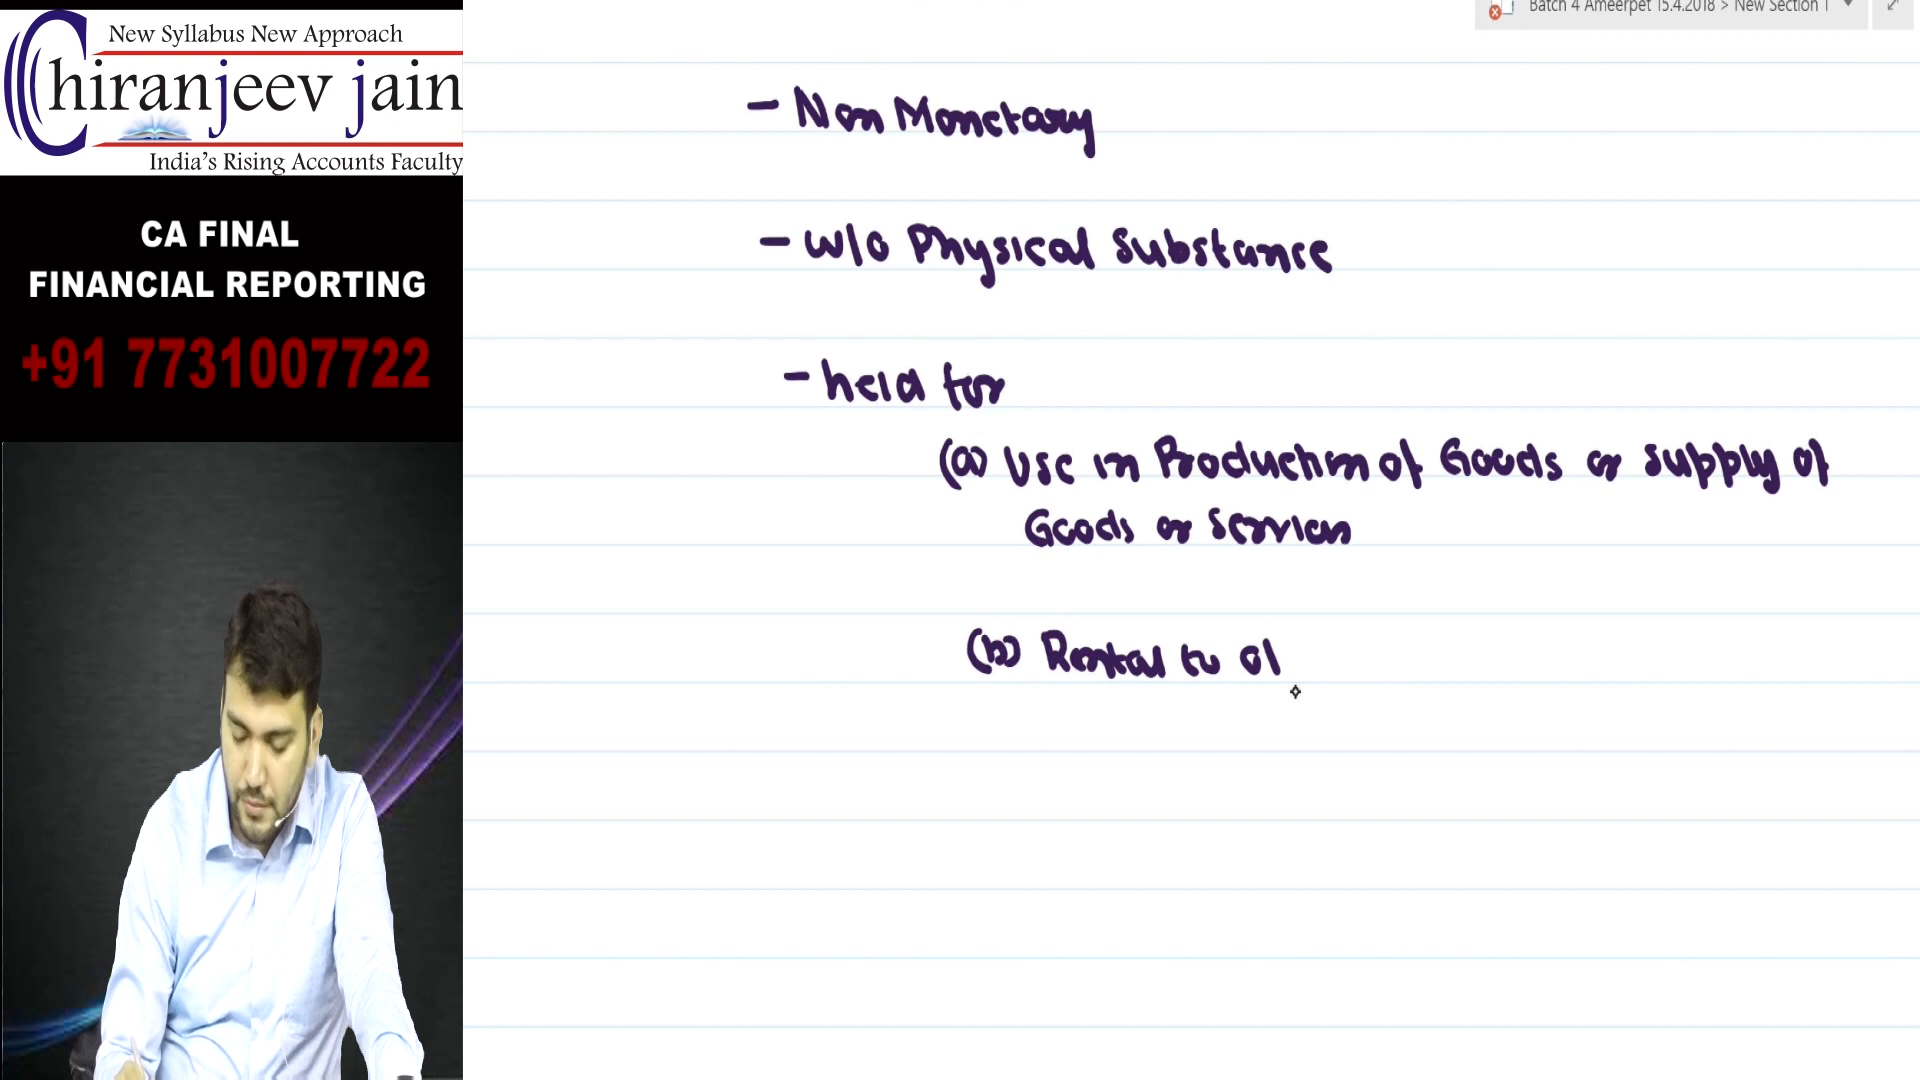 New Syllabus New Approach
Chiranjeev jain
India's Rising Accounts Faculty
CA FINAL
FINANCIAL REPORTING
+91 7731007722
Batch 4 Ameerpet 15.4.2018 > New Section 1
- Non Monetary
- w/o Physical Substance
- held for
(a) Use in Production of Goods or Supply of
Goods or Services
(b) Rental to ot